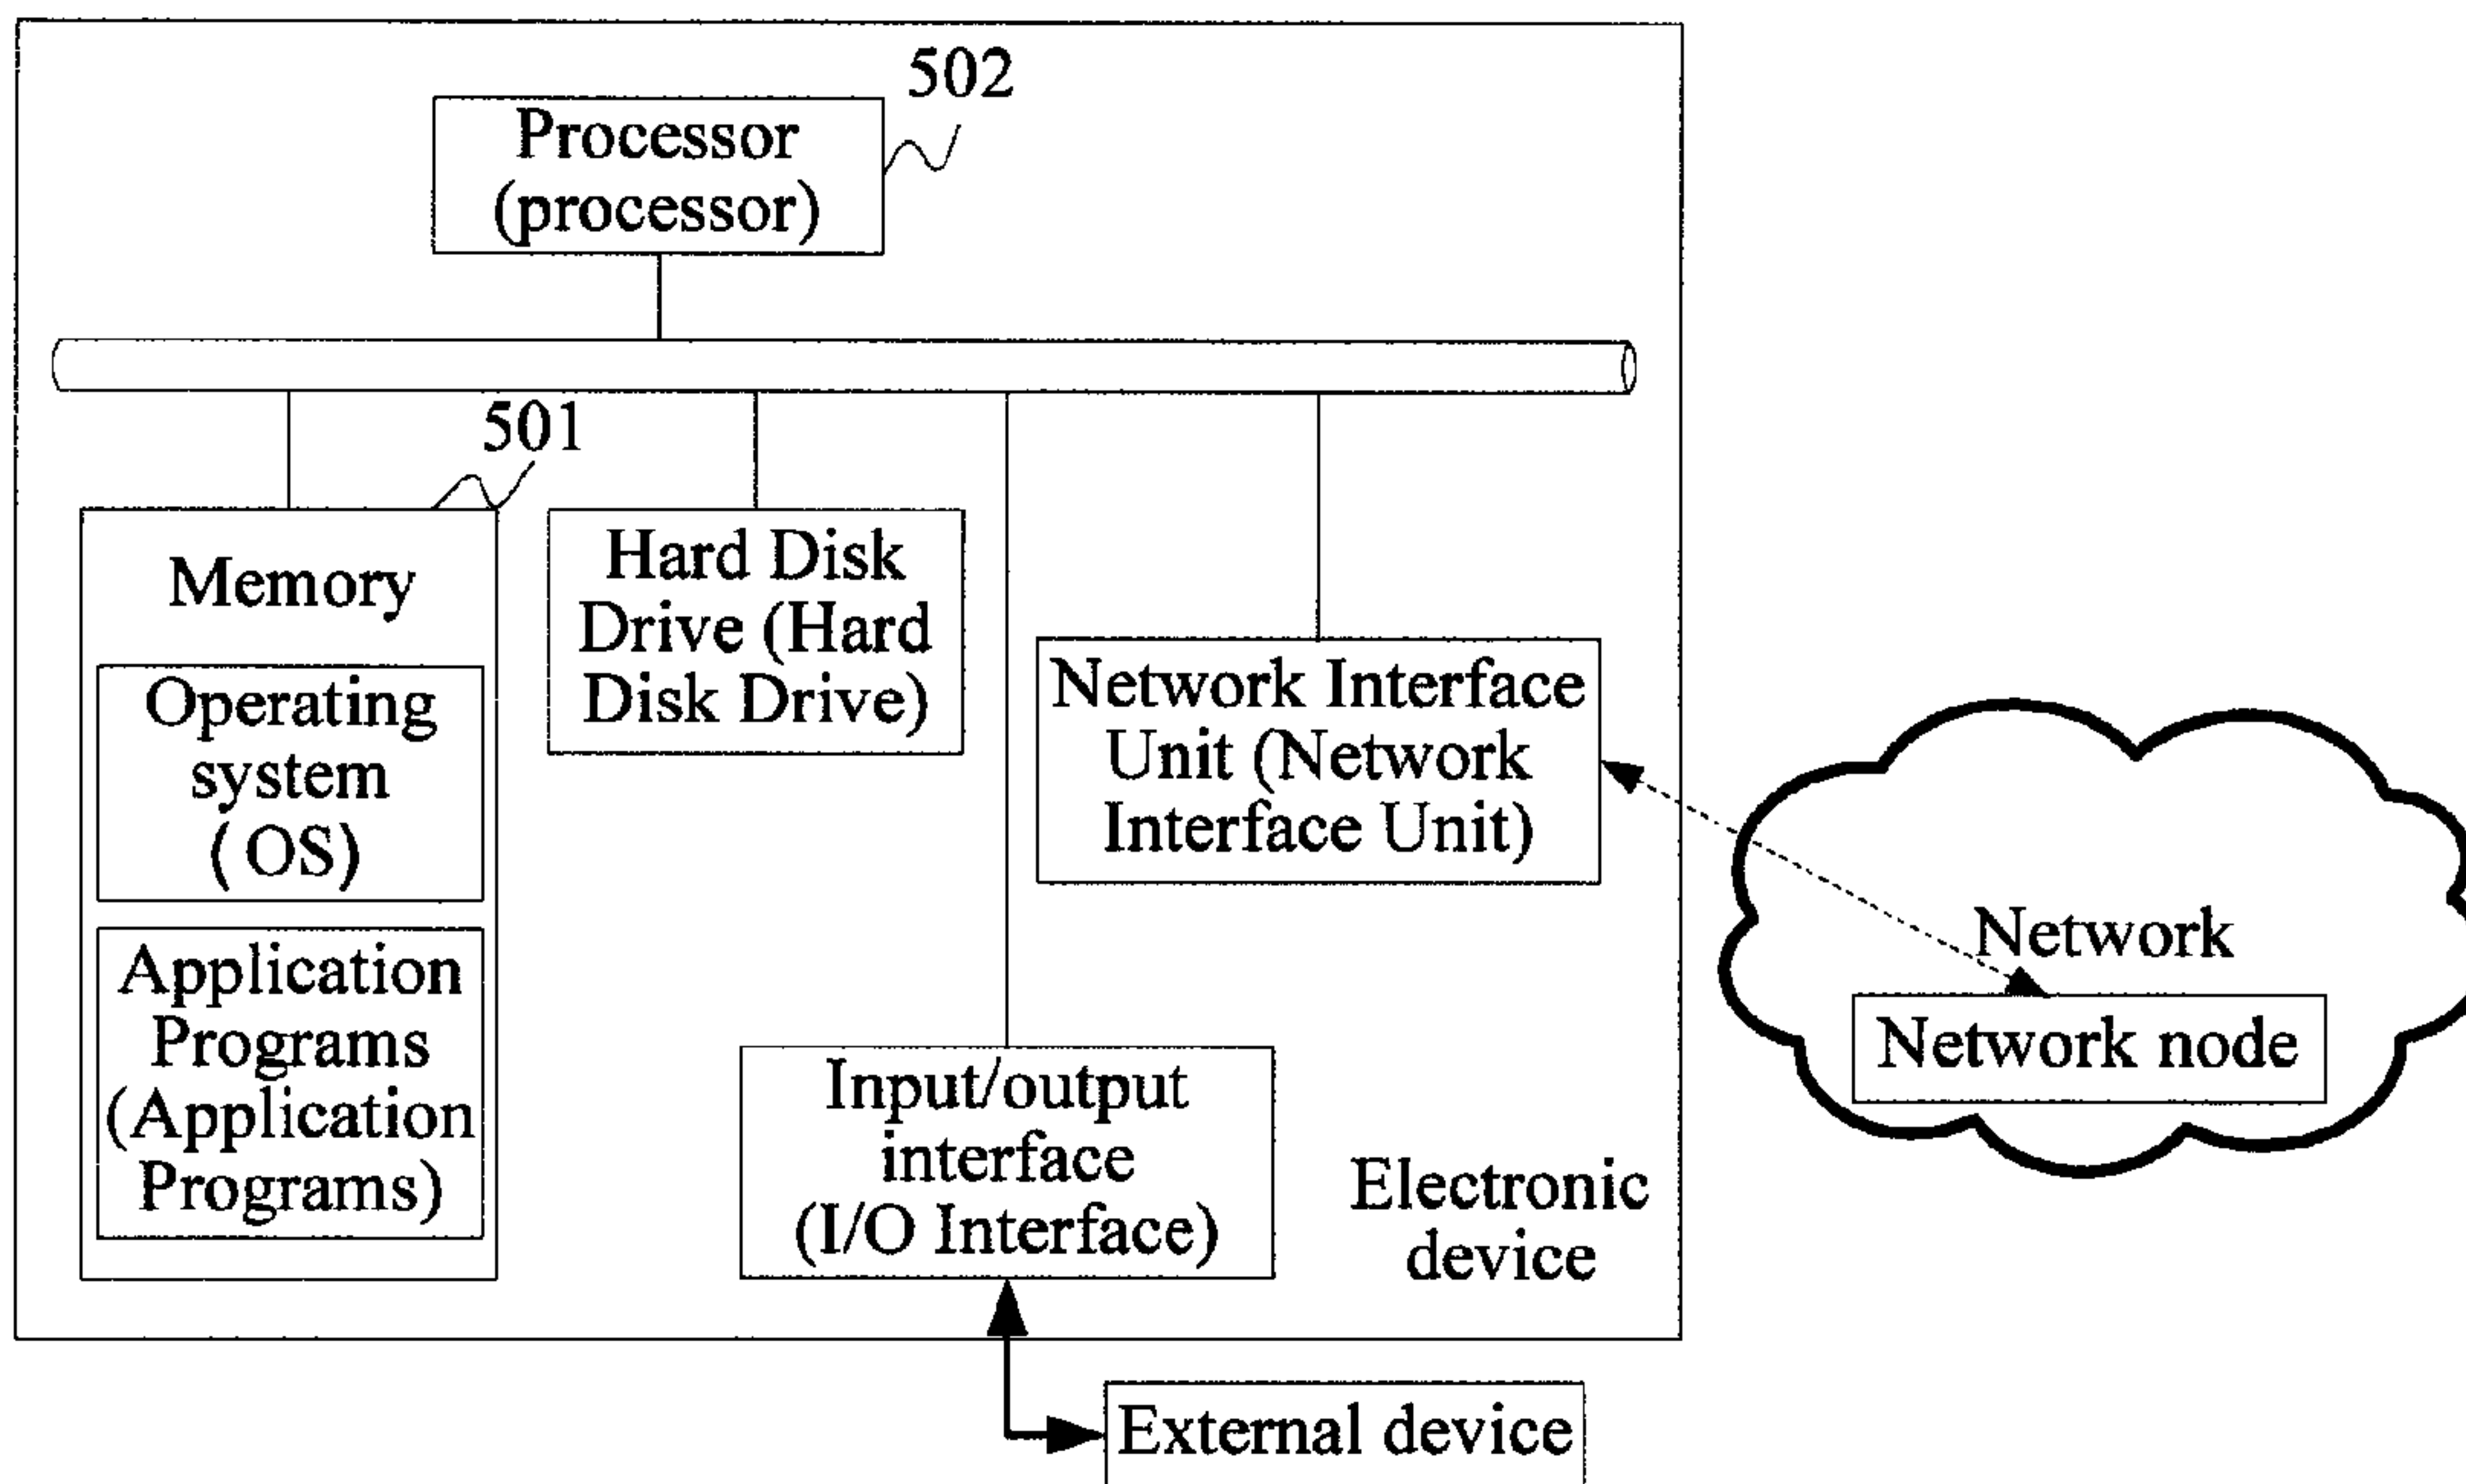 502
Processor
(processor)
501
Memory
Operating
system
( OS)
Application
Programs
(Application
Programs)
Hard Disk
Drive (Hard
Disk Drive)
Network Interface
Unit (Network
Interface Unit)
Input/output
interface
(I/O Interface)
Electronic
device
Network
Network node
External device